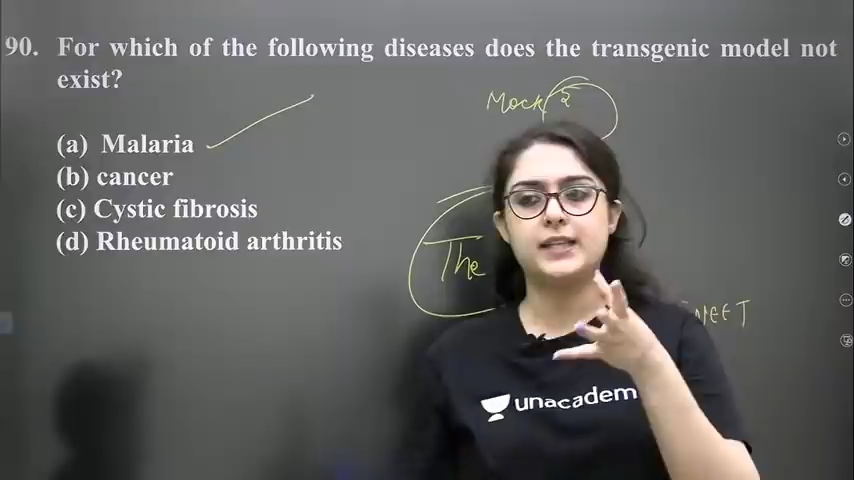 90. For which of the following diseases does the transgenic model not
exist?
Mock 2
(a) Malaria
(b) cancer
(c) Cystic fibrosis
(d) Rheumatoid arthritis
The
NEET
unacadem